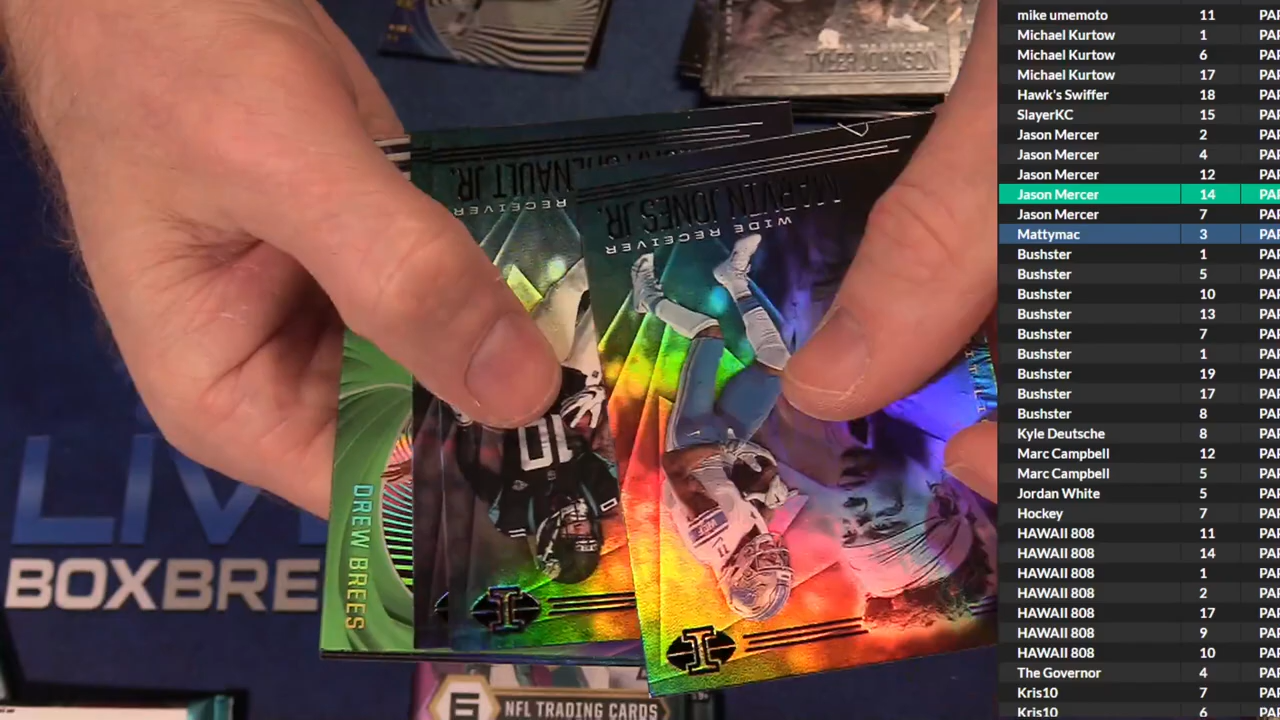 TYLER JOHNSON
NAULT JR.
RECEIVER
MARVIN JONES JR.
WIDE RECEIVER
10
11
I
I
DREW BREES
LIV
BOXBRE
6
NFL TRADING CARDS
mike umemoto 11 PAR
Michael Kurtow 1 PAR
Michael Kurtow 6 PAR
Michael Kurtow 17 PAR
Hawk's Swiffer 18 PAR
SlayerKC 15 PAR
Jason Mercer 2 PAR
Jason Mercer 4 PAR
Jason Mercer 12 PAR
Jason Mercer 14 PAR
Jason Mercer 7 PAR
Mattymac 3 PAR
Bushster 1 PAR
Bushster 5 PAR
Bushster 10 PAR
Bushster 13 PAR
Bushster 7 PAR
Bushster 1 PAR
Bushster 19 PAR
Bushster 17 PAR
Bushster 8 PAR
Kyle Deutsche 8 PAR
Marc Campbell 12 PAR
Marc Campbell 5 PAR
Jordan White 5 PAR
Hockey 7 PAR
HAWAII 808 11 PAR
HAWAII 808 14 PAR
HAWAII 808 1 PAR
HAWAII 808 2 PAR
HAWAII 808 17 PAR
HAWAII 808 9 PAR
HAWAII 808 10 PAR
The Governor 4 PAR
Kris10 7 PAR
Kris10 6 PAR